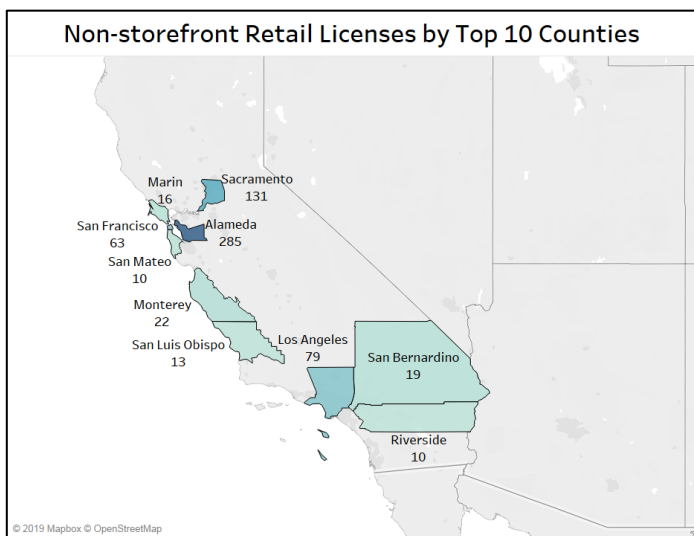 Non-storefront Retail Licenses by Top 10 Counties
Marin
16
Sacramento
131
San Francisco
63
Alameda
285
San Mateo
10
Monterey
22
San Luis Obispo
13
Los Angeles
79
San Bernardino
19
Riverside
10
© 2019 Mapbox © OpenStreetMap